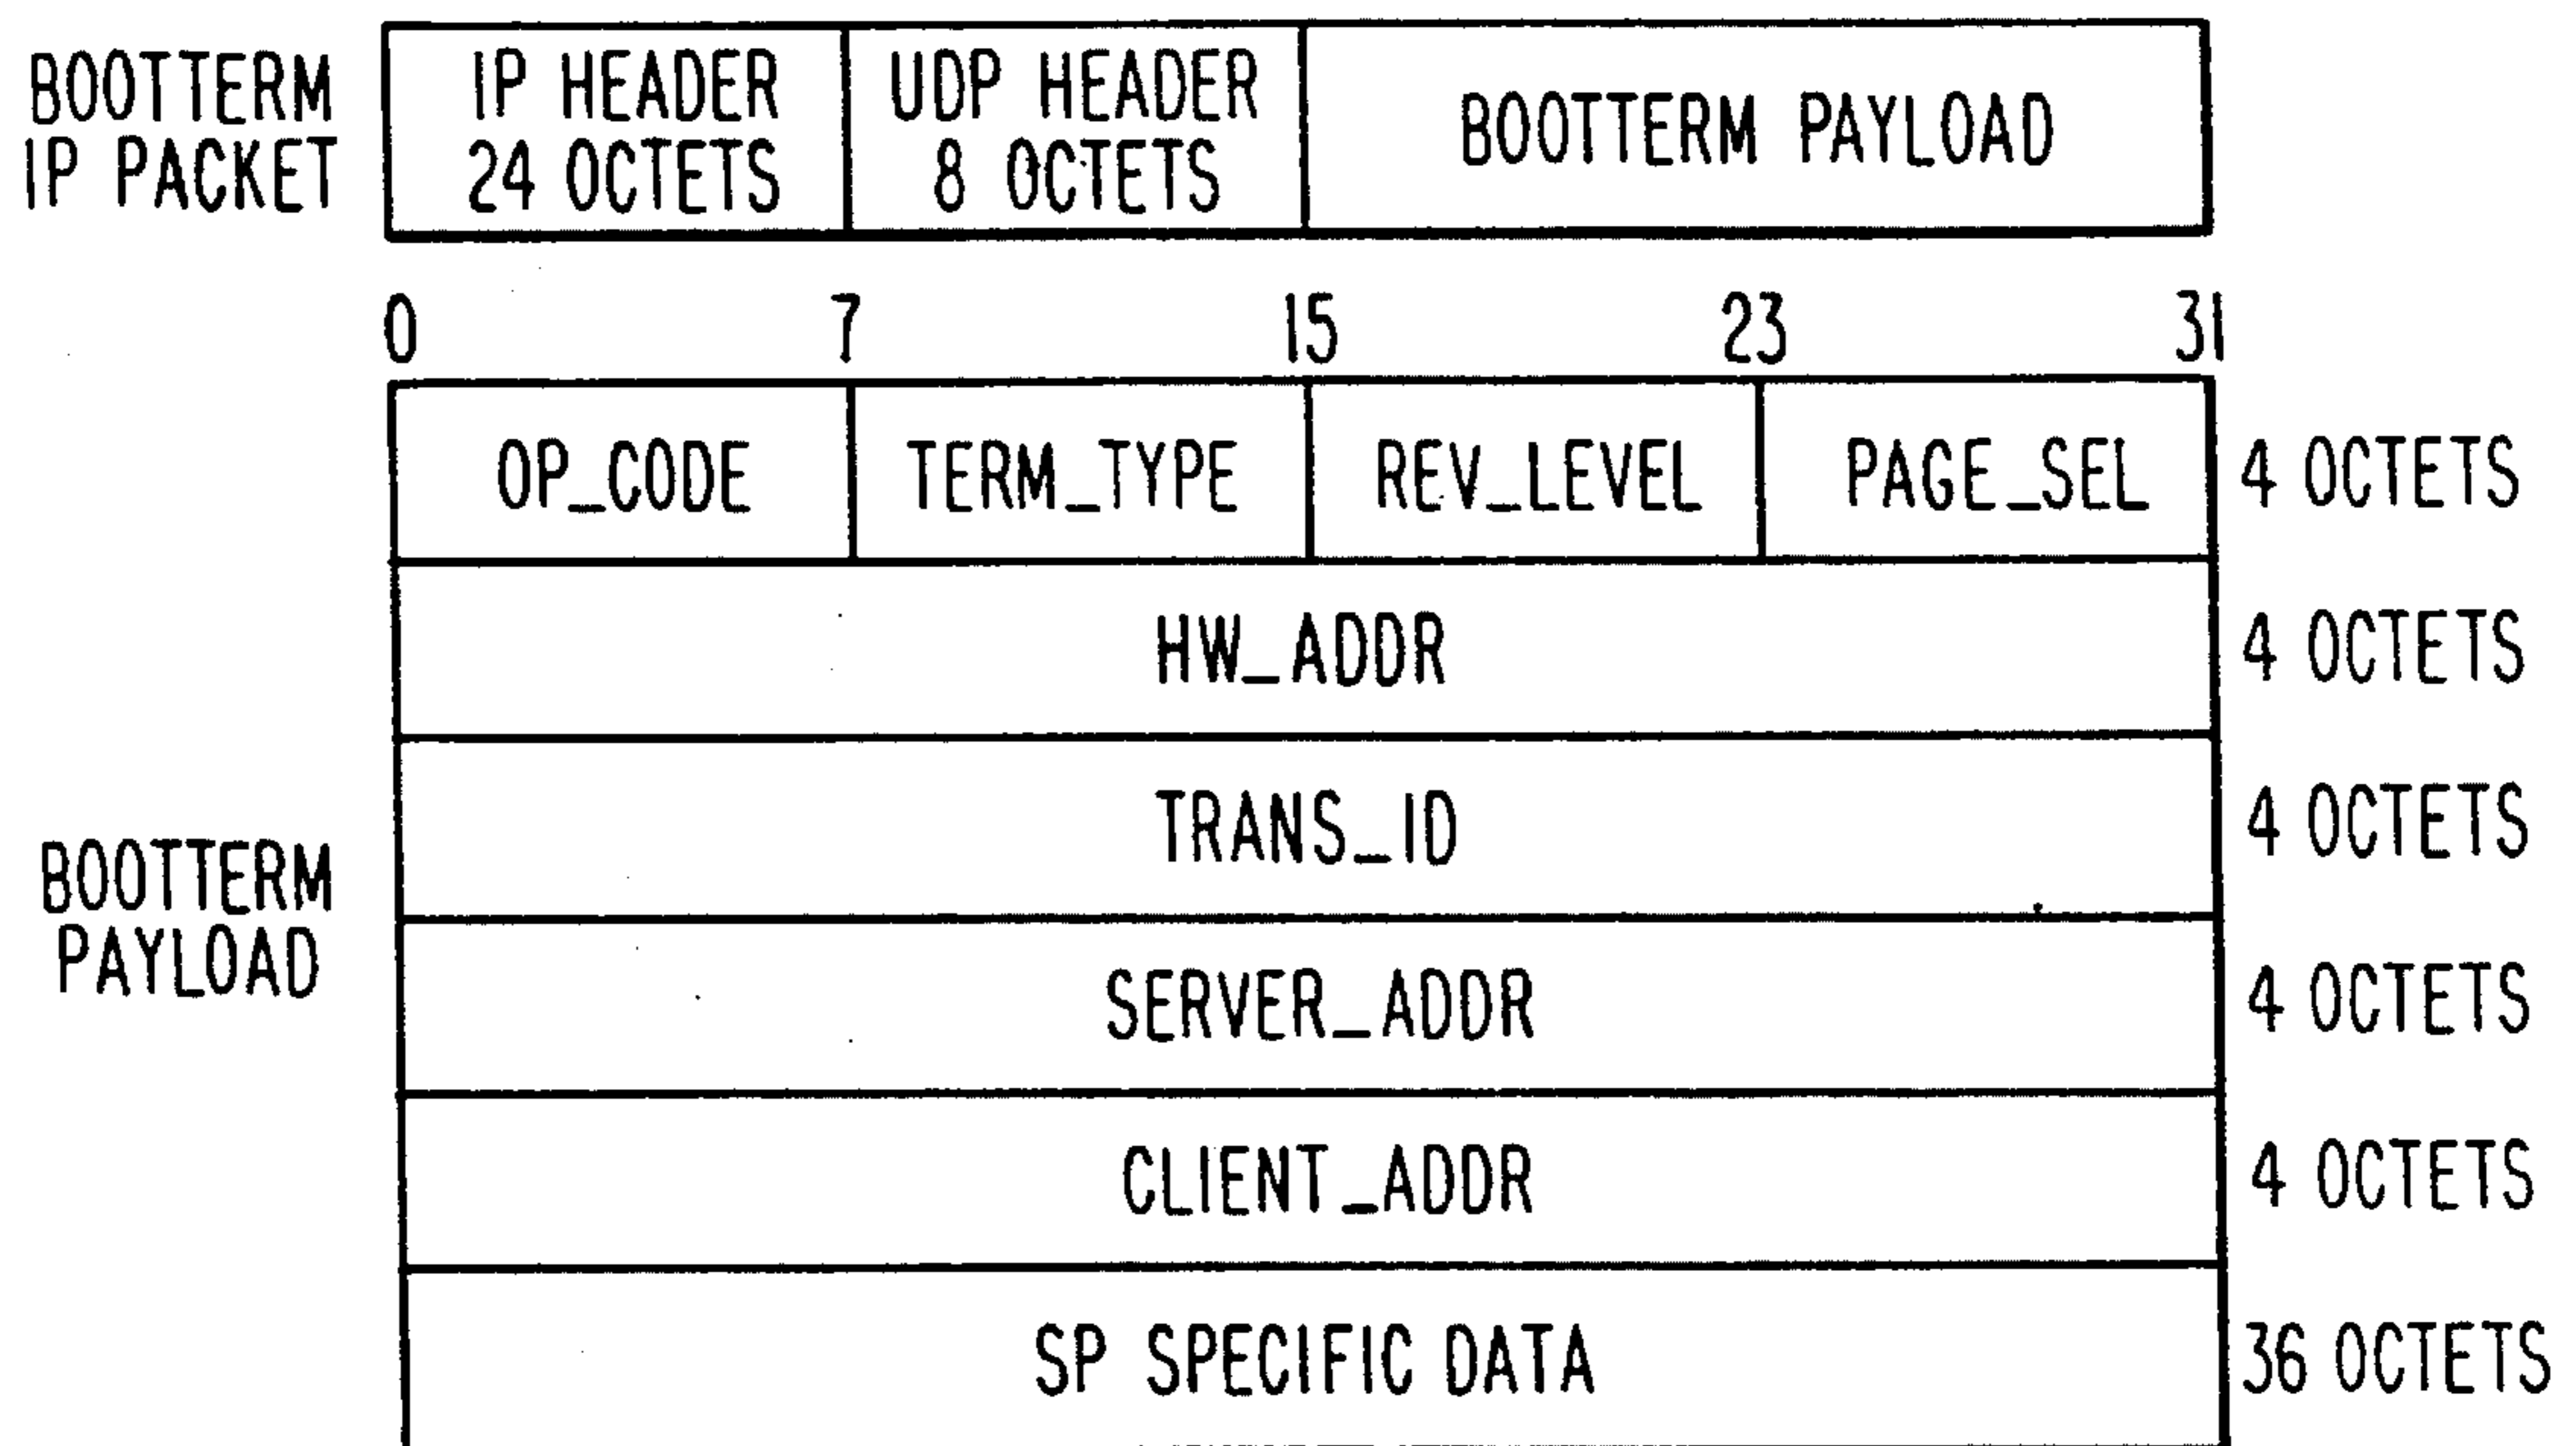 BOOTTERM
IP PACKET
IP HEADER
24 OCTETS
UDP HEADER
8 OCTETS
BOOTTERM PAYLOAD
0 7 15 23 31
OP_CODE TERM_TYPE REV_LEVEL PAGE_SEL 4 OCTETS
HW_ADDR 4 OCTETS
TRANS_ID 4 OCTETS
BOOTTERM
PAYLOAD
SERVER_ADDR 4 OCTETS
CLIENT_ADDR 4 OCTETS
SP SPECIFIC DATA 36 OCTETS